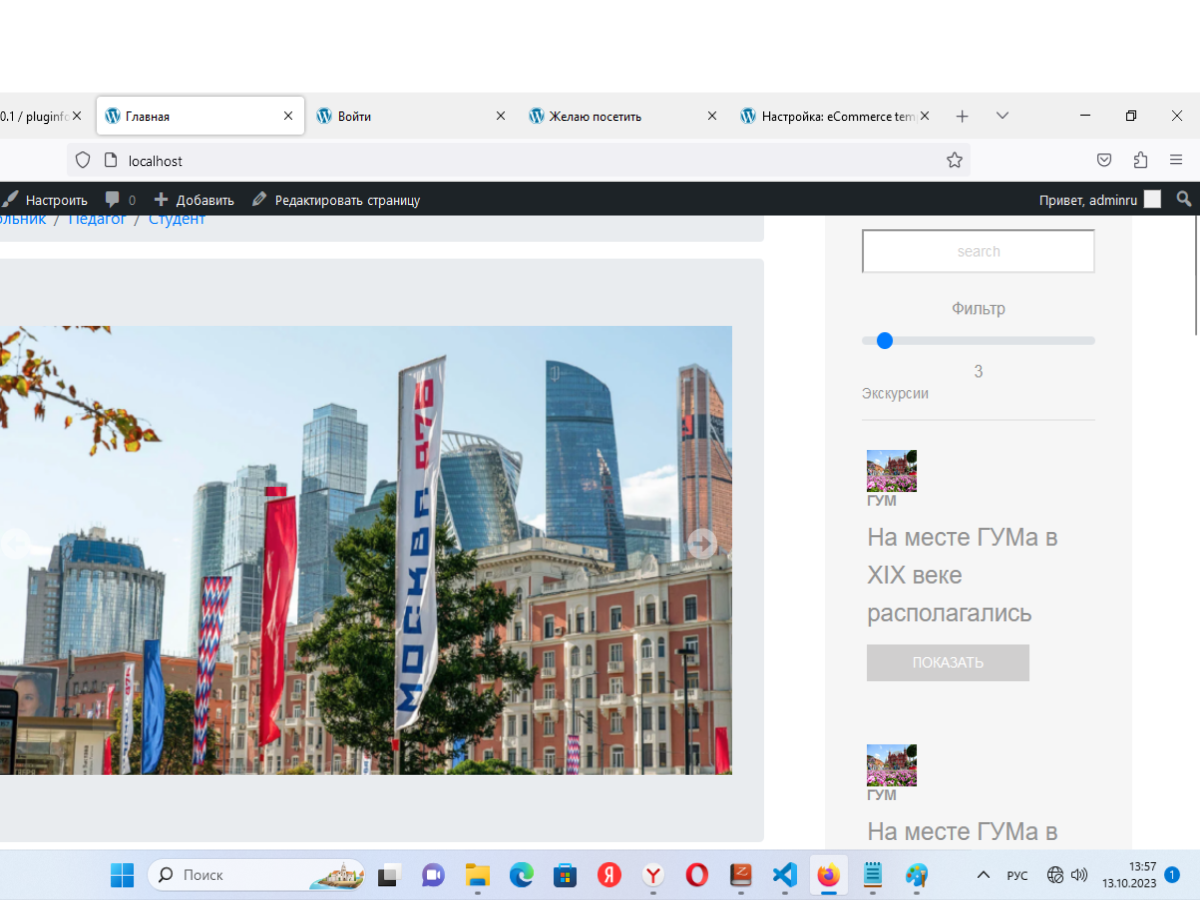 0.1 / pluginfo
Главная
Войти
Желаю посетить
Настройка: eCommerce tem
localhost
Настроить
0
Добавить
Редактировать страницу
Привет, adminru
ольник / Педагог / Студент
search
Фильтр
3
Экскурсии
МОСКВА 876
ГУМ
На месте ГУМа в
XIX веке
располагались
ПОКАЗАТЬ
ГУМ
На месте ГУМа в
Поиск
РУС
13:57
13.10.2023
1